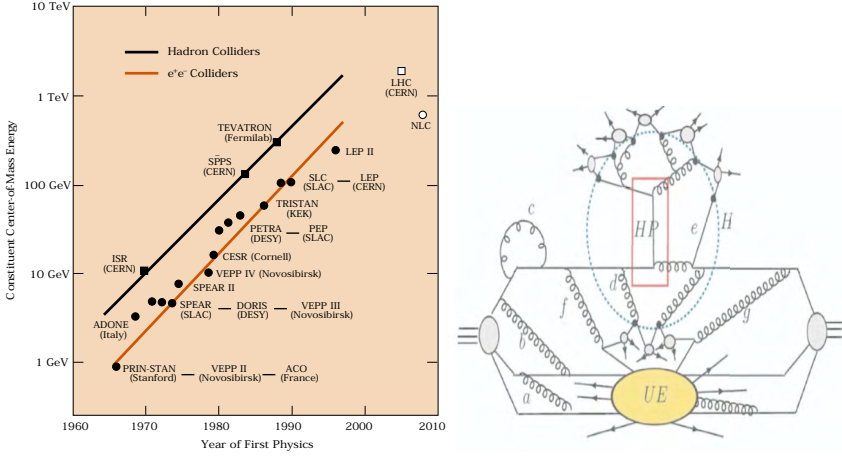 10 TeV
1 TeV
100 GeV
10 GeV
1 GeV
Constituent Center-of-Mass Energy
Hadron Colliders
e⁺e⁻ Colliders
LHC
(CERN)
NLC
TEVATRON
(Fermilab)
LEP II
Sp̄PS
(CERN)
SLC — LEP
(SLAC) (CERN)
TRISTAN
(KEK)
PETRA — PEP
(DESY) (SLAC)
ISR
(CERN)
CESR (Cornell)
VEPP IV (Novosibirsk)
SPEAR II
SPEAR — DORIS — VEPP III
(SLAC) (DESY) (Novosibirsk)
ADONE
(Italy)
PRIN-STAN — VEPP II — ACO
(Stanford) (Novosibirsk) (France)
1960 1970 1980 1990 2000 2010
Year of First Physics
c
HP
e
H
d
f
g
b
a
UE